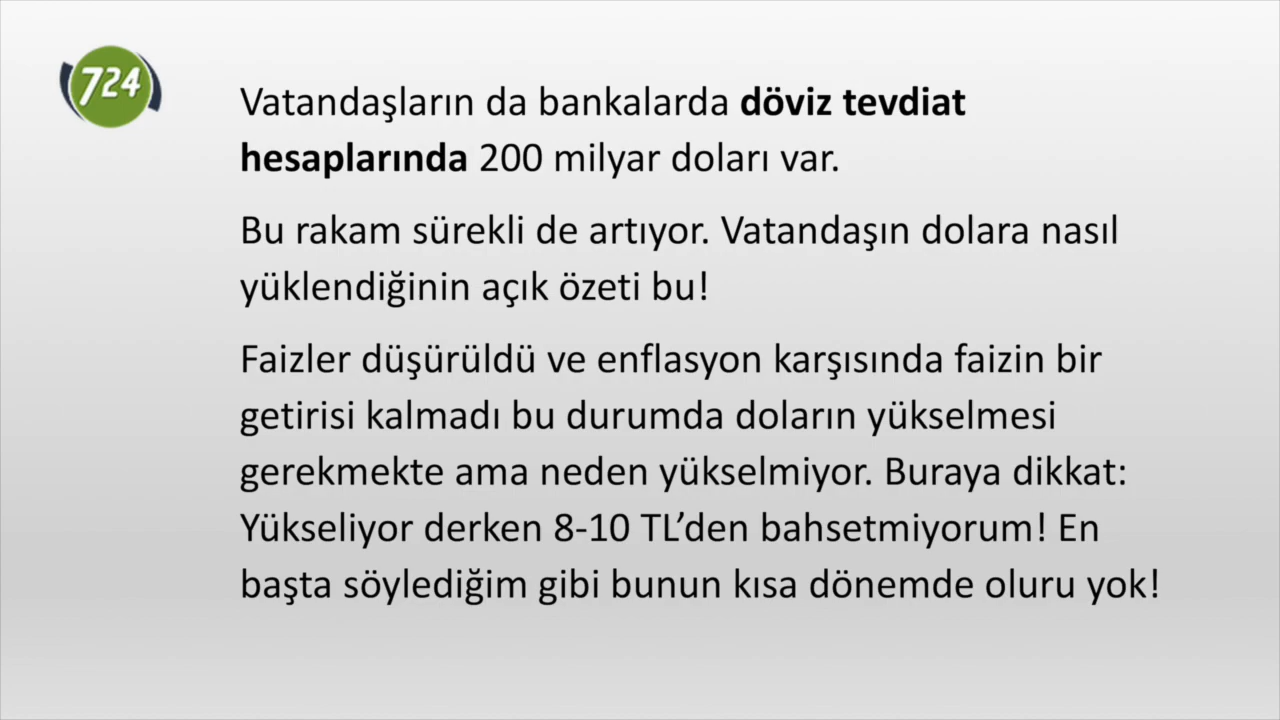 724
Vatandaşların da bankalarda döviz tevdiat
hesaplarında 200 milyar doları var.
Bu rakam sürekli de artıyor. Vatandaşın dolara nasıl
yüklendiğinin açık özeti bu!
Faizler düşürüldü ve enflasyon karşısında faizin bir
getirisi kalmadı bu durumda doların yükselmesi
gerekmekte ama neden yükselmiyor. Buraya dikkat:
Yükseliyor derken 8-10 TL’den bahsetmiyorum! En
başta söylediğim gibi bunun kısa dönemde oluru yok!